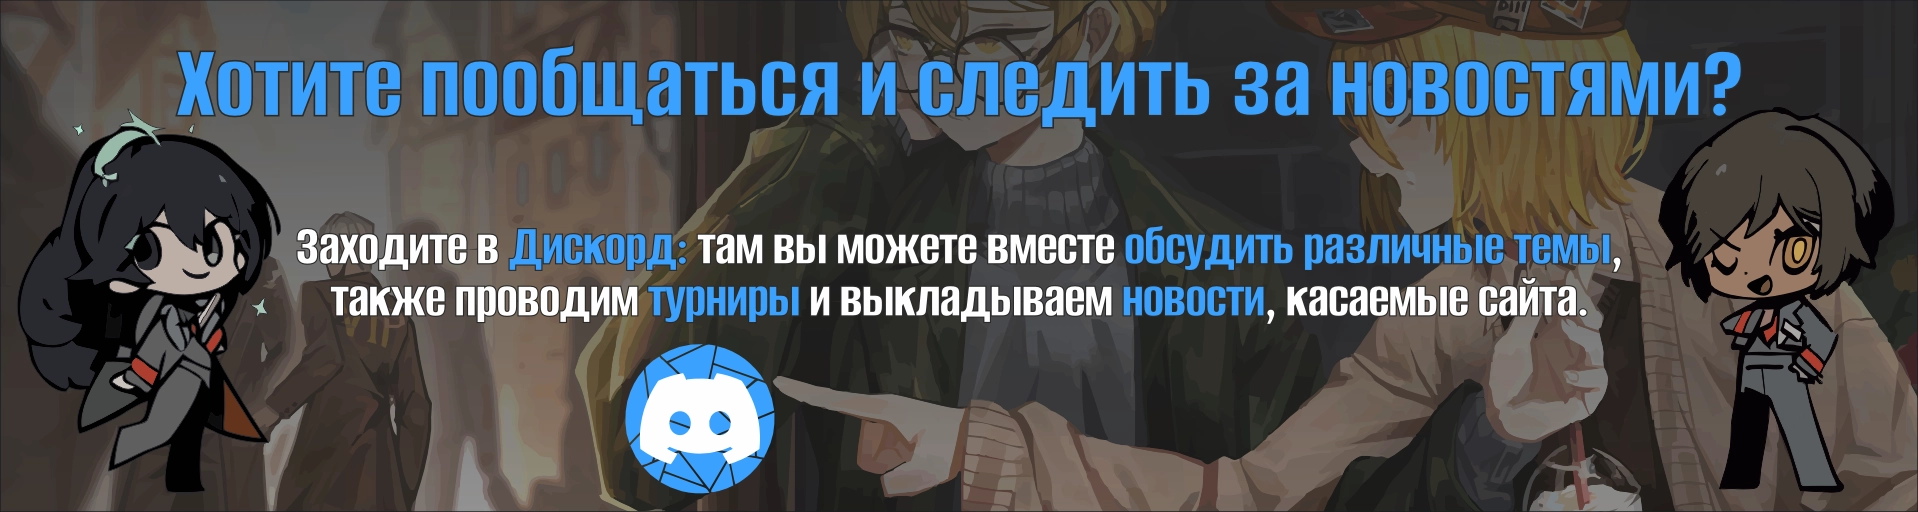 Хотите пообщаться и следить за новостями?
Заходите в Дискорд: там вы можете вместе обсудить различные темы,
также проводим турниры и выкладываем новости, касаемые сайта.